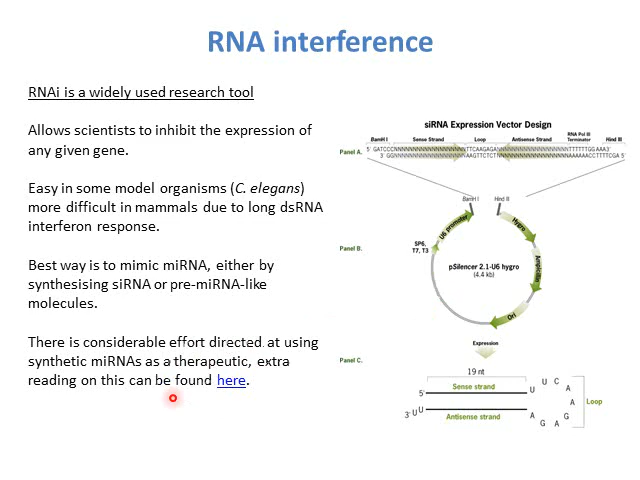 RNA interference
RNAi is a widely used research tool
Allows scientists to inhibit the expression of
any given gene.
Easy in some model organisms (C. elegans)
more difficult in mammals due to long dsRNA
interferon response.
Best way is to mimic miRNA, either by
synthesising siRNA or pre-miRNA-like
molecules.
There is considerable effort directed at using
synthetic miRNAs as a therapeutic, extra
reading on this can be found here.
siRNA Expression Vector Design
BamH I Sense Strand Loop Antisense Strand RNA Pol III Terminator Hind III
Panel A.
BamH I Hind III
U6 promoter
Hygro
SP6,
T7, T3
Panel B.
pSilencer 2.1-U6 hygro
(4.4 kb)
Ampicillin
Ori
Expression
Panel C.
19 nt
5' Sense strand U U C A A
3' U U Antisense strand A G A G
Loop